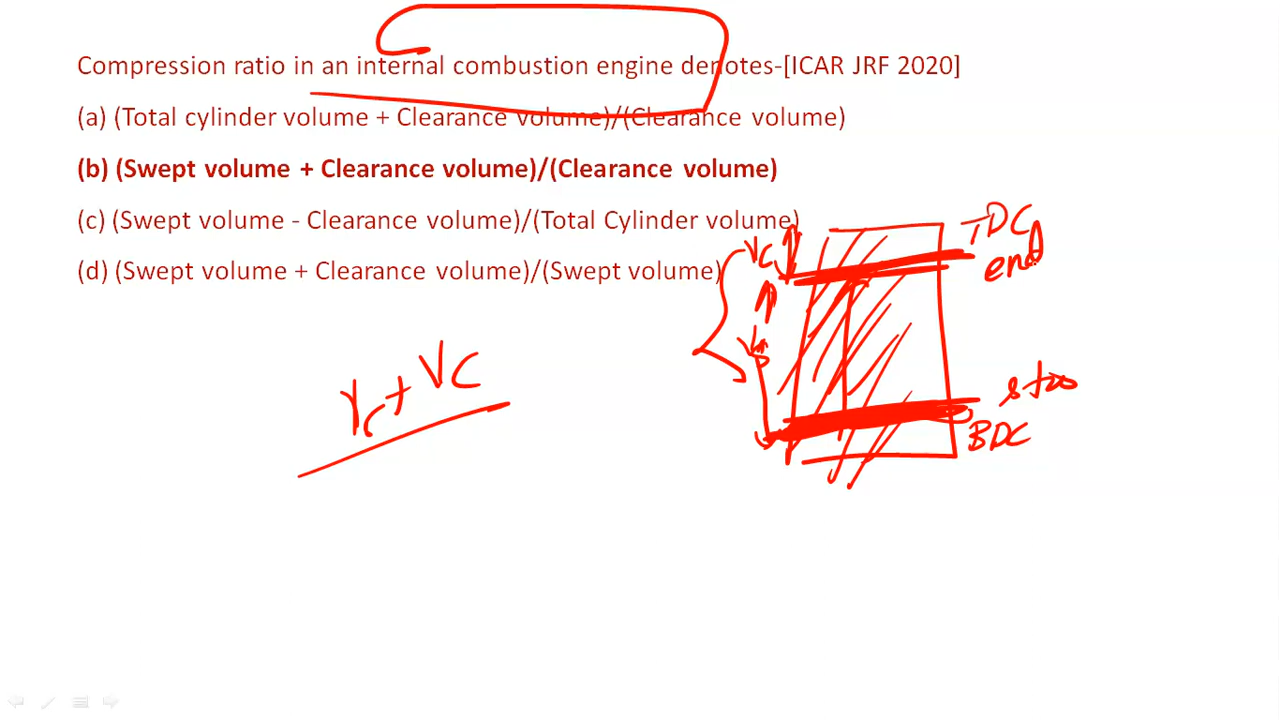 Compression ratio in an internal combustion engine denotes-[ICAR JRF 2020]
(a) (Total cylinder volume + Clearance volume)/(Clearance volume)
(b) (Swept volume + Clearance volume)/(Clearance volume)
(c) (Swept volume - Clearance volume)/(Total Cylinder volume)
(d) (Swept volume + Clearance volume)/(Swept volume)
TDC
VC
end
+ VC
BDC